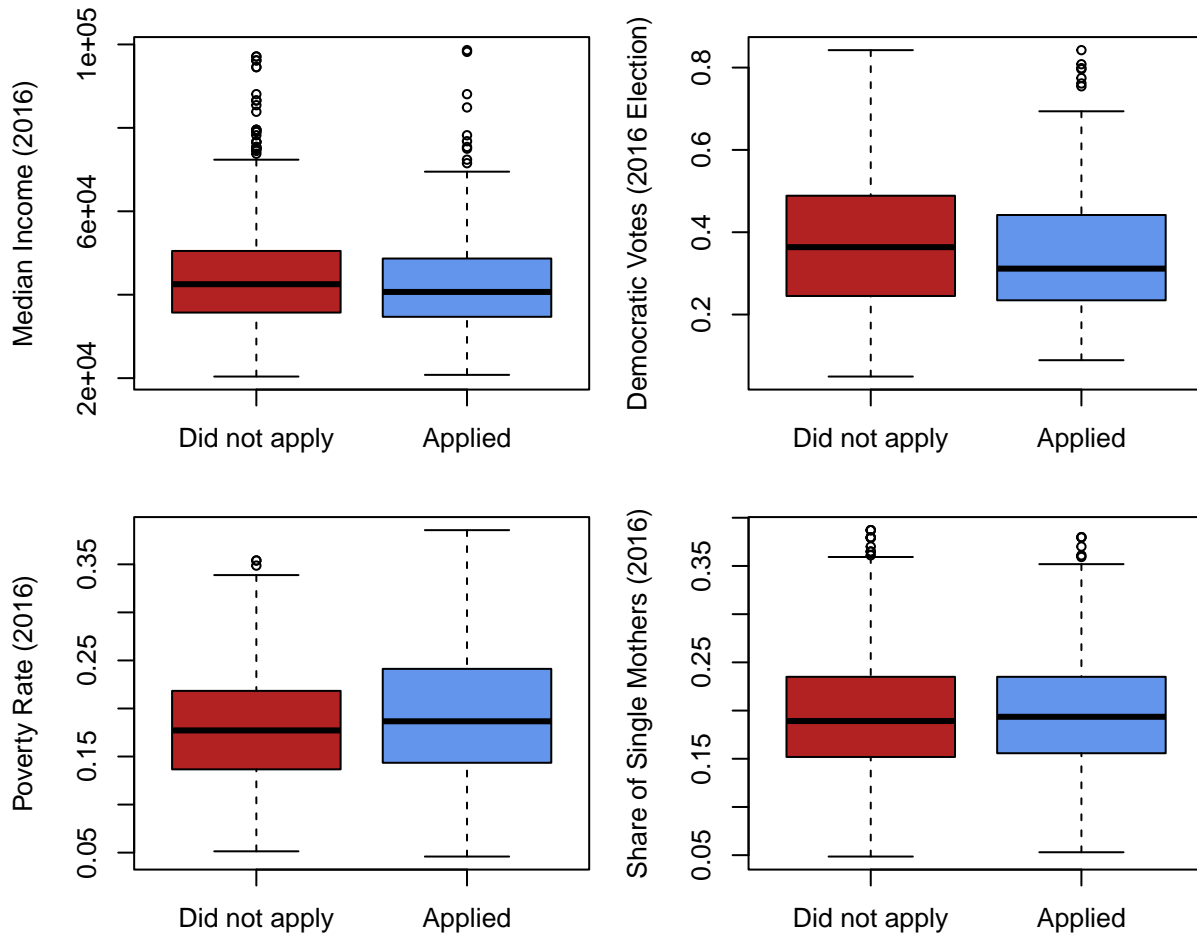 Median Income (2016)
1e+05
6e+04
2e+04
Did not apply
Applied
Democratic Votes (2016 Election)
0.8
0.6
0.4
0.2
Did not apply
Applied
Poverty Rate (2016)
0.35
0.25
0.15
0.05
Did not apply
Applied
Share of Single Mothers (2016)
0.35
0.25
0.15
0.05
Did not apply
Applied